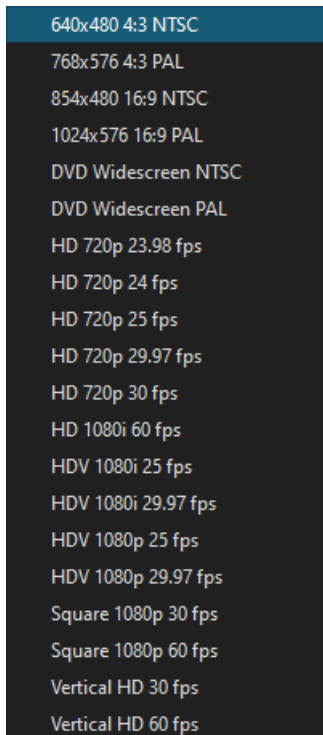 640x480 4:3 NTSC
768x576 4:3 PAL
854x480 16:9 NTSC
1024x576 16:9 PAL
DVD Widescreen NTSC
DVD Widescreen PAL
HD 720p 23.98 fps
HD 720p 24 fps
HD 720p 25 fps
HD 720p 29.97 fps
HD 720p 30 fps
HD 1080i 60 fps
HDV 1080i 25 fps
HDV 1080i 29.97 fps
HDV 1080p 25 fps
HDV 1080p 29.97 fps
Square 1080p 30 fps
Square 1080p 60 fps
Vertical HD 30 fps
Vertical HD 60 fps